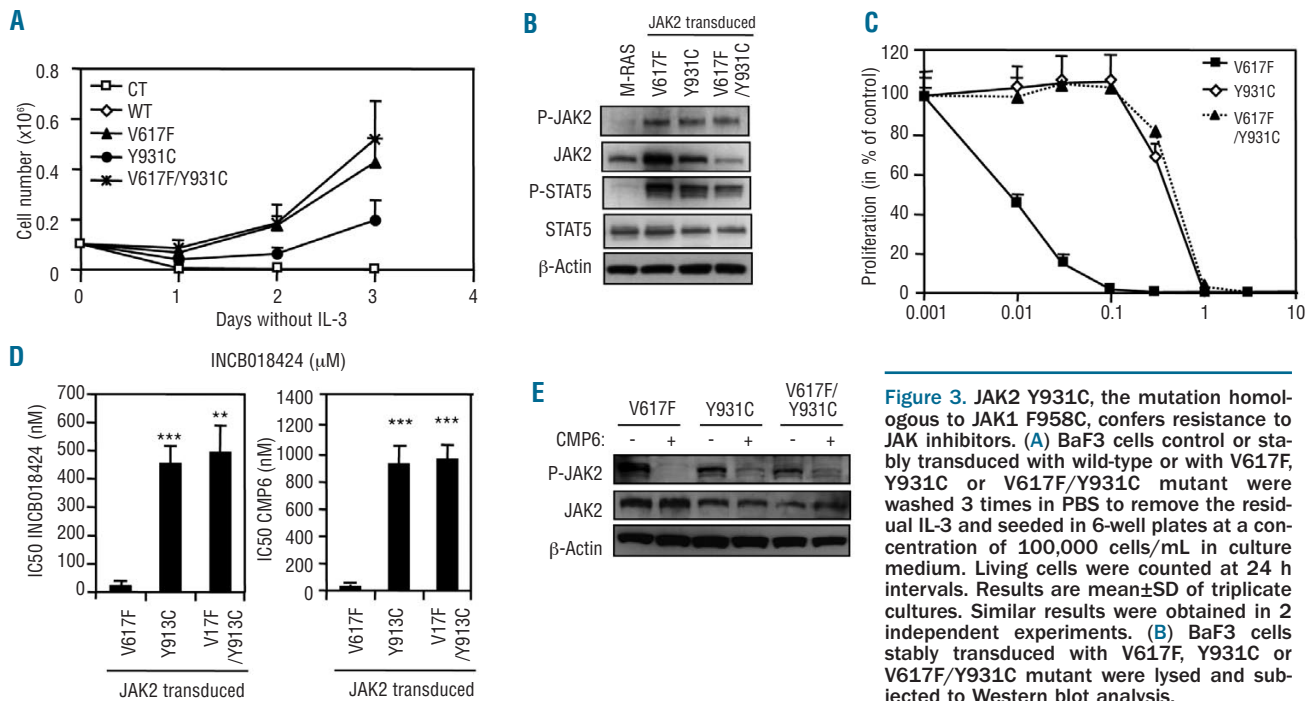 A
0.8
0.6
0.4
0.2
0
Cell number (x10⁶)
CT
WT
V617F
Y931C
V617F/Y931C
0 1 2 3 4
Days without IL-3
B
JAK2 transduced
M-RAS
V617F
Y931C
V617F
/Y931C
P-JAK2
JAK2
P-STAT5
STAT5
β-Actin
C
Proliferation (in % of control)
120
100
80
60
40
20
0
V617F
Y931C
V617F
/Y931C
0.001 0.01 0.1 1 10
D
INCB018424 (µM)
IC50 INCB018424 (nM)
700
600
500
400
300
200
100
0
***
**
V617F
Y913C
V17F
/Y913C
JAK2 transduced
IC50 CMP6 (nM)
1400
1200
1000
800
600
400
200
0
***
***
V617F
Y913C
V17F
/Y913C
JAK2 transduced
E
V617F Y931C V617F/
Y931C
CMP6: - + - + - +
P-JAK2
JAK2
β-Actin
Figure 3. JAK2 Y931C, the mutation homol-
ogous to JAK1 F958C, confers resistance to
JAK inhibitors. (A) BaF3 cells control or sta-
bly transduced with wild-type or with V617F,
Y931C or V617F/Y931C mutant were
washed 3 times in PBS to remove the resid-
ual IL-3 and seeded in 6-well plates at a con-
centration of 100,000 cells/mL in culture
medium. Living cells were counted at 24 h
intervals. Results are mean±SD of triplicate
cultures. Similar results were obtained in 2
independent experiments. (B) BaF3 cells
stably transduced with V617F, Y931C or
V617F/Y931C mutant were lysed and sub-
jected to Western blot analysis.